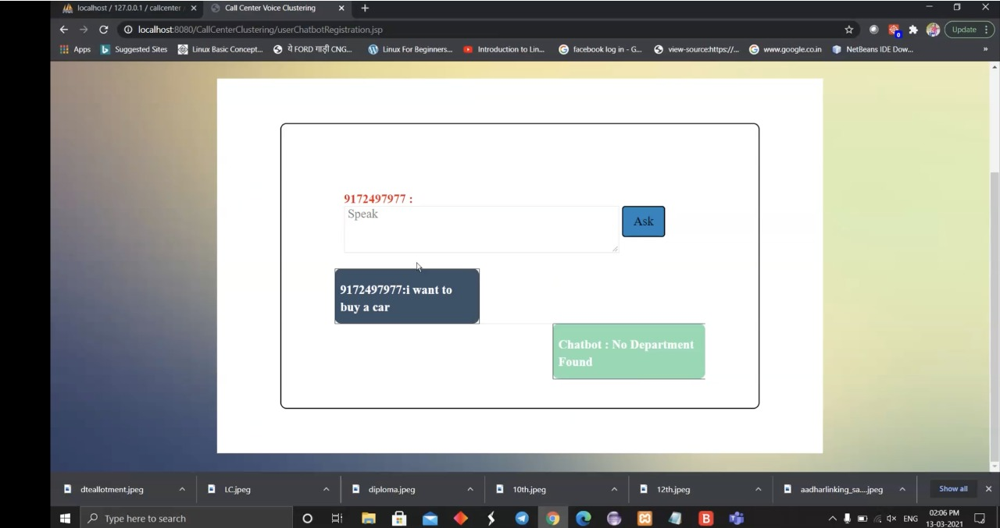 localhost / 127.0.0.1 / callcenter
Call Center Voice Clustering
localhost:8080/CallCenterClustering/userChatbotRegistration.jsp
0
Update
Apps
Suggested Sites
Linux Basic Concept...
ये FORD गाड़ी CNG...
Linux For Beginners...
Introduction to Lin...
facebook log in - G...
view-source:https://...
www.google.co.in
NetBeans IDE Dow...
»
9172497977 :
Speak
Ask
9172497977:i want to
buy a car
Chatbot : No Department
Found
dteallotment.jpeg
LC.jpeg
diploma.jpeg
10th.jpeg
12th.jpeg
aadharlinking_sa....jpeg
Show all
Type here to search
B
ENG
02:06 PM
13-03-2021